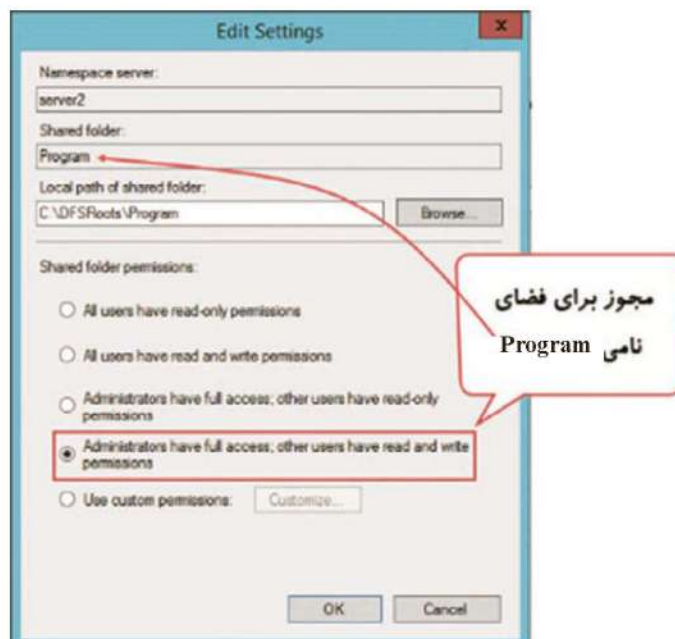 Edit Settings
x
Namespace server:
server2
Shared folder:
Program
Local path of shared folder:
C:\DFSRoots\Program
Browse...
Shared folder permissions:
All users have read-only permissions
All users have read and write permissions
Administrators have full access; other users have read-only
permissions
Administrators have full access; other users have read and write
permissions
Use custom permissions:
Customize...
OK
Cancel
مجوز برای فضای
نامی Program